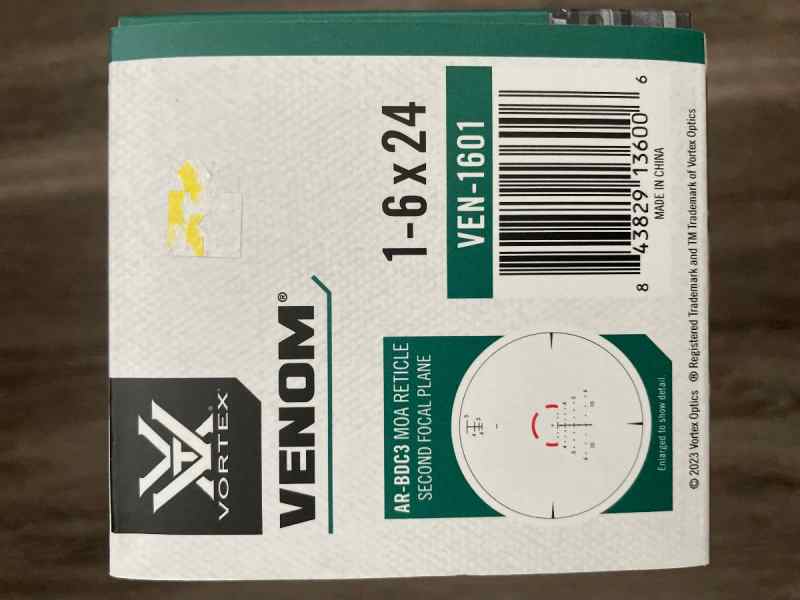 VORTEX®
VENOM®
1-6 x 24
VEN-1601
8 43829 13600 6
MADE IN CHINA
AR-BDC3 MOA RETICLE
SECOND FOCAL PLANE
Enlarged to show detail.
© 2023 Vortex Optics ® Registered Trademark and TM Trademark of Vortex Optics